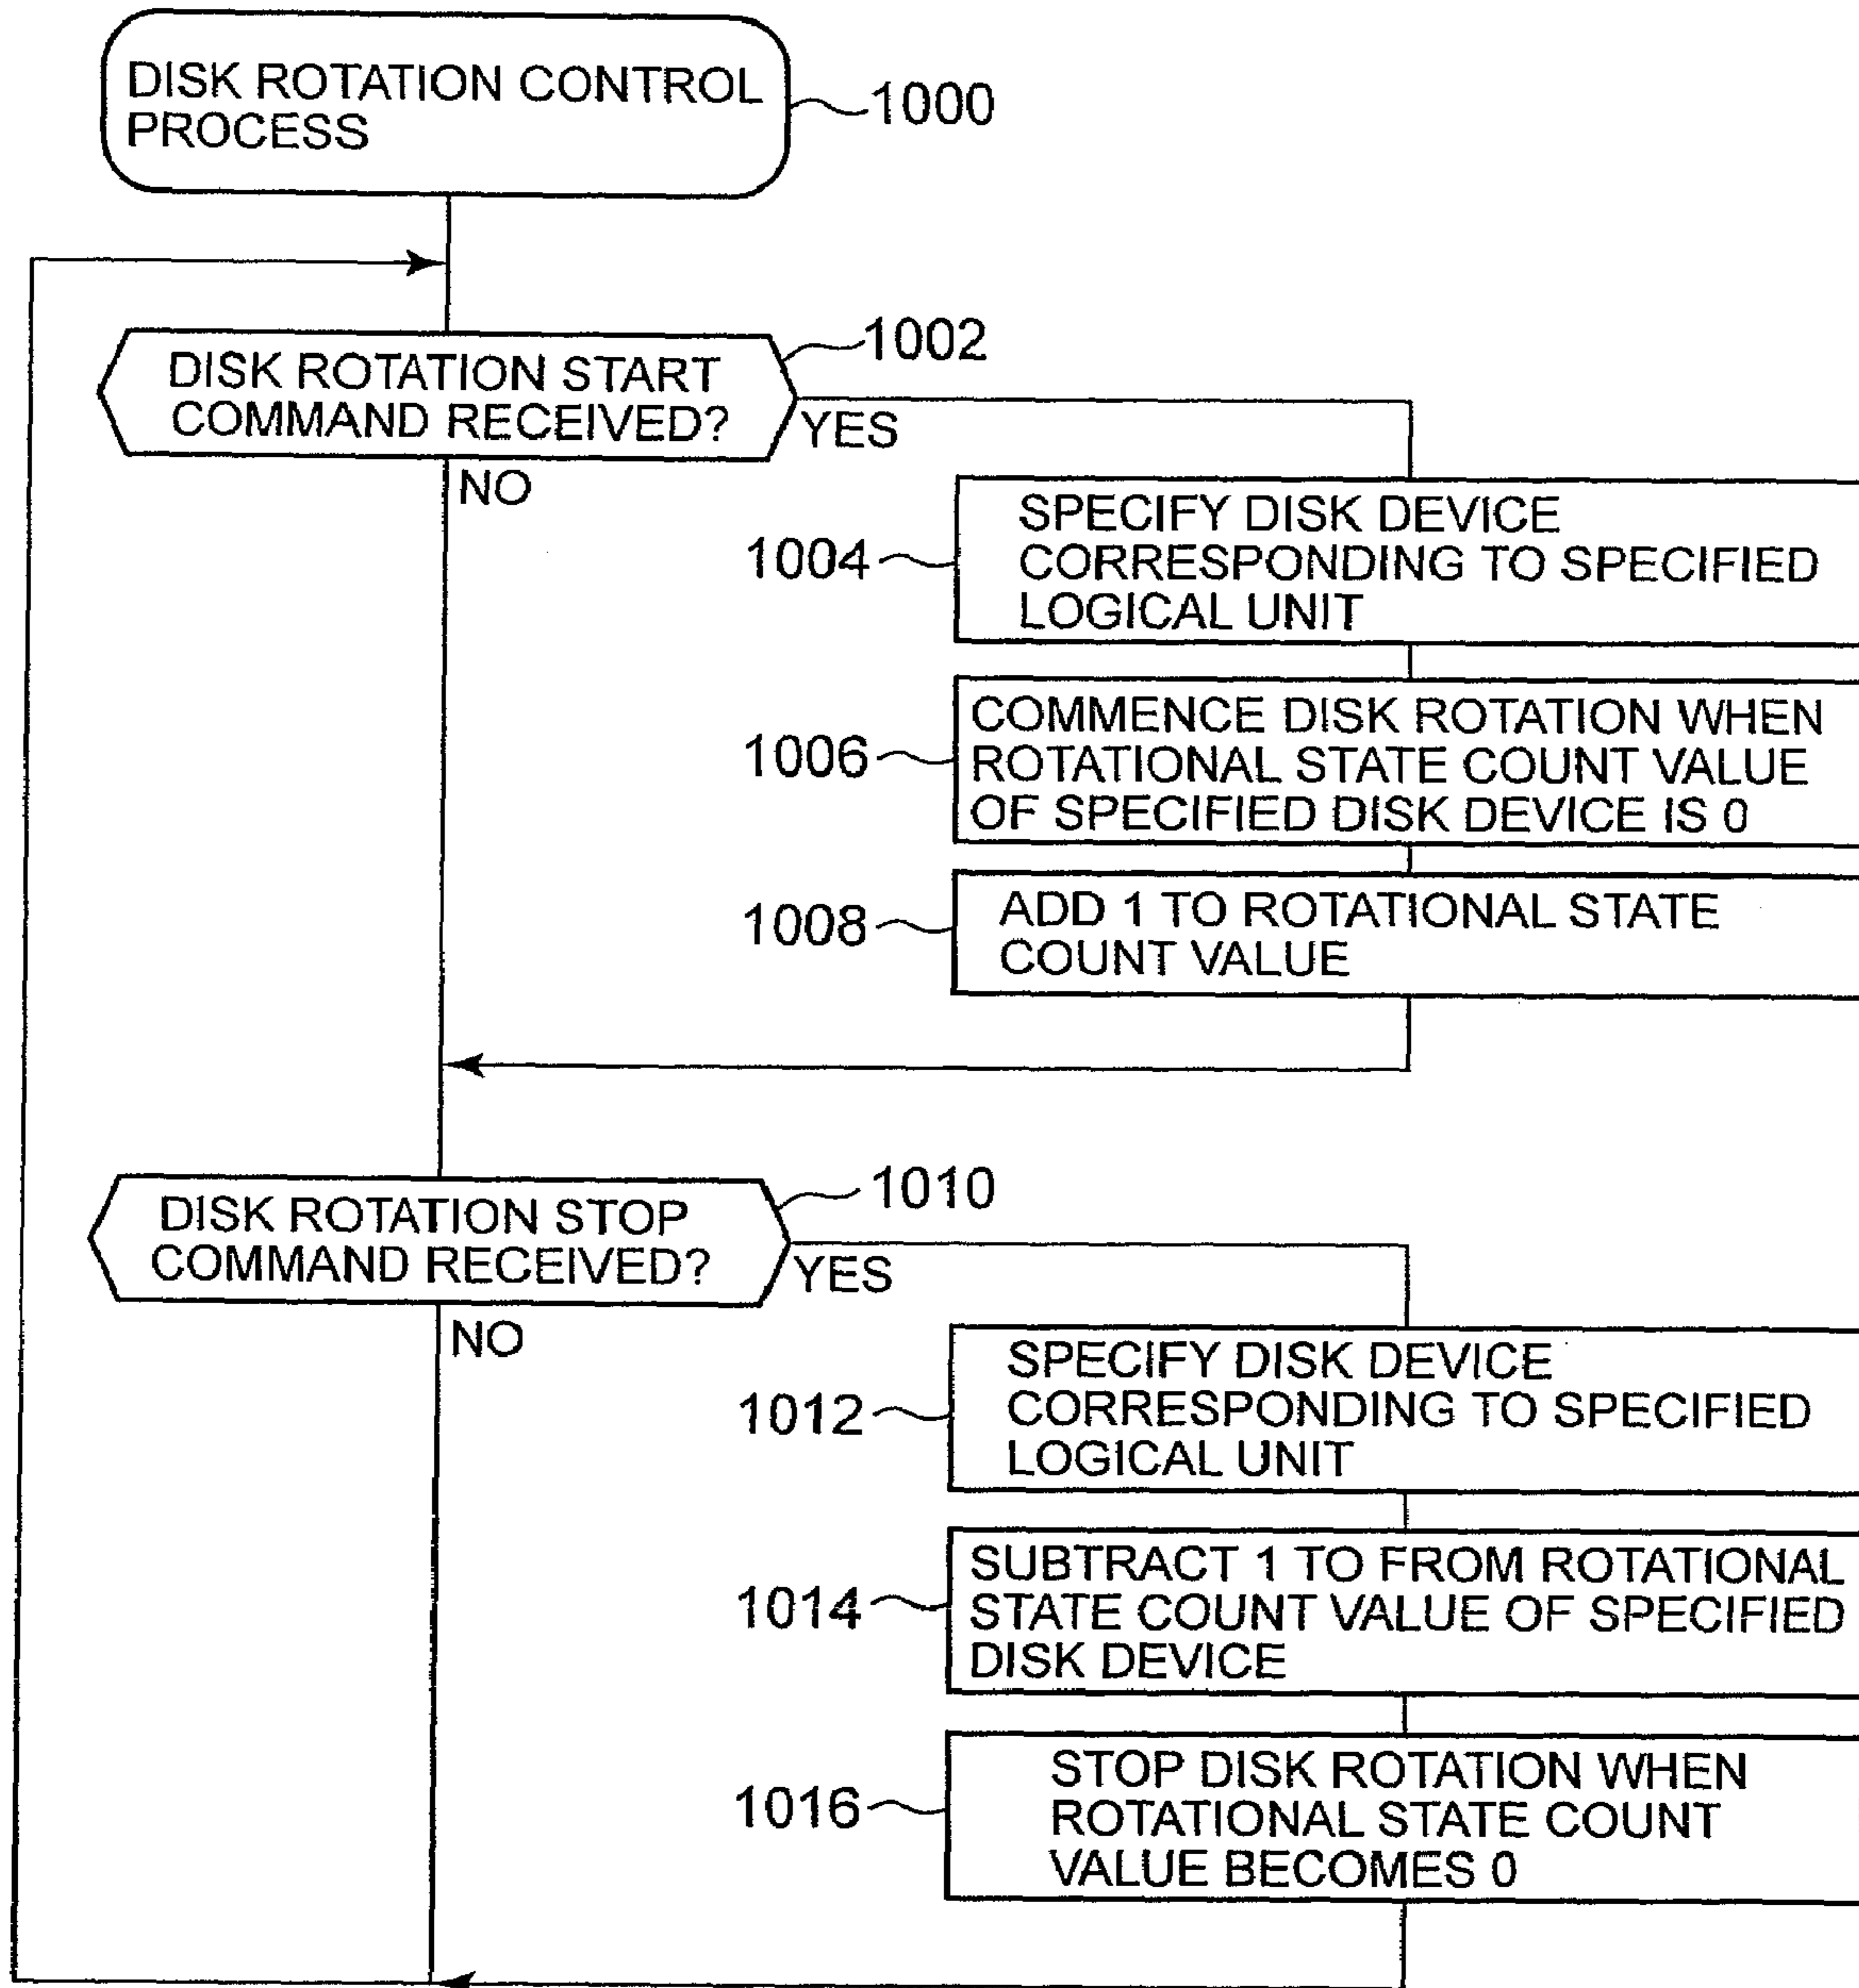 DISK ROTATION CONTROL
PROCESS
1000
DISK ROTATION START
COMMAND RECEIVED?
1002
YES
NO
1004
SPECIFY DISK DEVICE
CORRESPONDING TO SPECIFIED
LOGICAL UNIT
1006
COMMENCE DISK ROTATION WHEN
ROTATIONAL STATE COUNT VALUE
OF SPECIFIED DISK DEVICE IS 0
1008
ADD 1 TO ROTATIONAL STATE
COUNT VALUE
DISK ROTATION STOP
COMMAND RECEIVED?
1010
YES
NO
1012
SPECIFY DISK DEVICE
CORRESPONDING TO SPECIFIED
LOGICAL UNIT
1014
SUBTRACT 1 TO FROM ROTATIONAL
STATE COUNT VALUE OF SPECIFIED
DISK DEVICE
1016
STOP DISK ROTATION WHEN
ROTATIONAL STATE COUNT
VALUE BECOMES 0